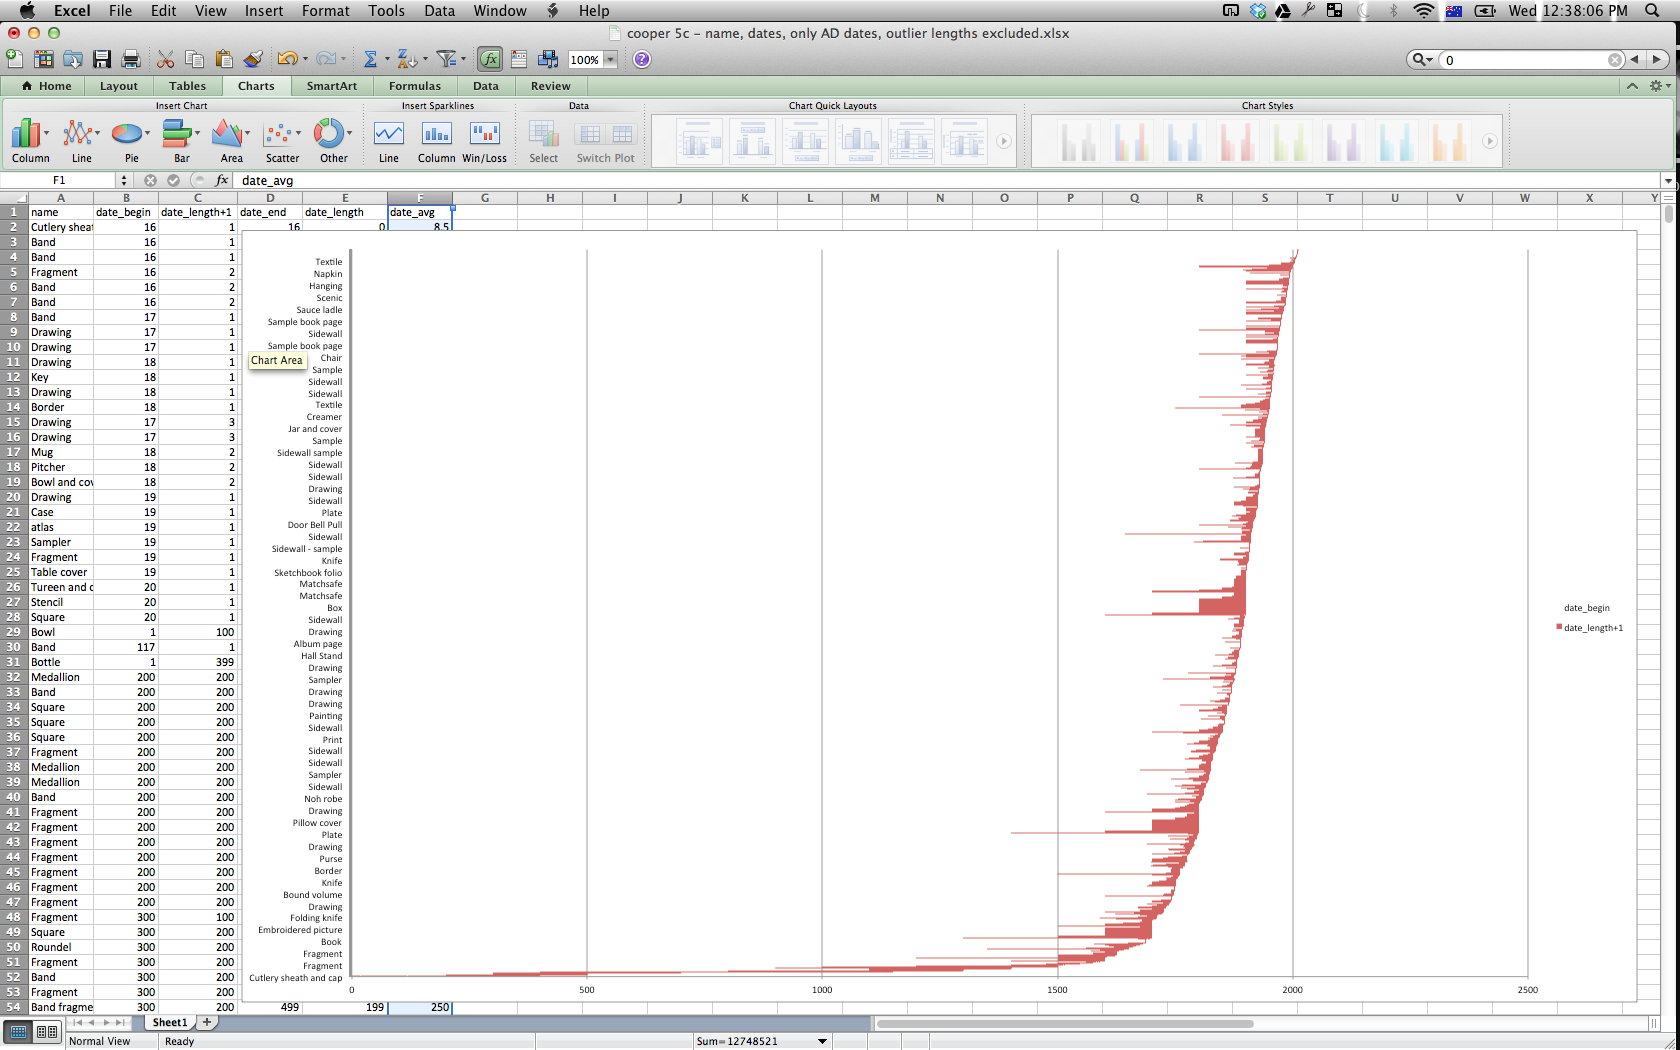 Excel File Edit View Insert Format Tools Data Window Help Wed 12:38:06 PM
cooper 5c - name, dates, only AD dates, outlier lengths excluded.xlsx
100% 0
Home Layout Tables Charts SmartArt Formulas Data Review
Insert Chart Insert Sparklines Data Chart Quick Layouts Chart Styles
Column Line Pie Bar Area Scatter Other Line Column Win/Loss Select Switch Plot
F1 fx date_avg
A B C D E F G H I J K L M N O P Q R S T U V W X Y
1 name date_begin date_length+1 date_end date_length date_avg
2 Cutlery sheat 16 1 16 0 8.5
3 Band 16 1
4 Band 16 1
5 Fragment 16 2
6 Band 16 2
7 Band 16 2
8 Band 17 1
9 Drawing 17 1
10 Drawing 17 1
11 Drawing 18 1
12 Key 18 1
13 Drawing 18 1
14 Border 18 1
15 Drawing 17 3
16 Drawing 17 3
17 Mug 18 2
18 Pitcher 18 2
19 Bowl and cov 18 2
20 Drawing 19 1
21 Case 19 1
22 atlas 19 1
23 Sampler 19 1
24 Fragment 19 1
25 Table cover 19 1
26 Tureen and c 20 1
27 Stencil 20 1
28 Square 20 1
29 Bowl 1 100
30 Band 117 1
31 Bottle 1 399
32 Medallion 200 200
33 Band 200 200
34 Square 200 200
35 Square 200 200
36 Square 200 200
37 Fragment 200 200
38 Medallion 200 200
39 Medallion 200 200
40 Band 200 200
41 Fragment 200 200
42 Fragment 200 200
43 Fragment 200 200
44 Fragment 200 200
45 Fragment 200 200
46 Fragment 200 200
47 Fragment 200 200
48 Fragment 300 100
49 Square 300 200
50 Roundel 300 200
51 Fragment 300 200
52 Band 300 200
53 Fragment 300 200
54 Band fragme 300 200 499 199 250
Textile
Napkin
Hanging
Scenic
Sauce ladle
Sample book page
Sidewall
Sample book page
Chair
Chart Area
Sample
Sidewall
Sidewall
Textile
Creamer
Jar and cover
Sample
Sidewall sample
Sidewall
Sidewall
Drawing
Sidewall
Plate
Door Bell Pull
Sidewall
Sidewall - sample
Knife
Sketchbook folio
Matchsafe
Matchsafe
Box
Sidewall
Drawing
Album page
Hall Stand
Drawing
Sampler
Drawing
Drawing
Painting
Sidewall
Print
Sidewall
Sidewall
Sampler
Sidewall
Noh robe
Drawing
Pillow cover
Plate
Drawing
Purse
Border
Knife
Bound volume
Drawing
Folding knife
Embroidered picture
Book
Fragment
Fragment
Cutlery sheath and cap
0 500 1000 1500 2000 2500
date_begin
date_length+1
Sheet1
Normal View Ready Sum=12748521